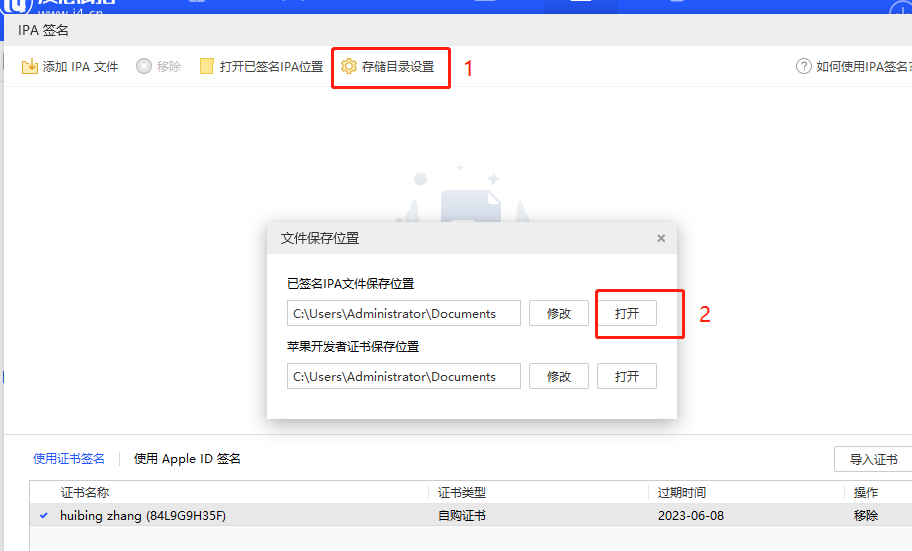 www.i4.cn
IPA 签名
添加 IPA 文件 移除 打开已签名IPA位置 存储目录设置 1 如何使用IPA签名?
文件保存位置 ×
已签名IPA文件保存位置
C:\Users\Administrator\Documents 修改 打开 2
苹果开发者证书保存位置
C:\Users\Administrator\Documents 修改 打开
使用证书签名 使用 Apple ID 签名 导入证书
证书名称 证书类型 过期时间 操作
huibing zhang (84L9G9H35F) 自购证书 2023-06-08 移除